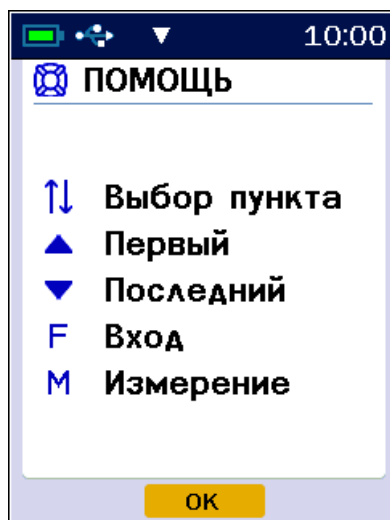 10:00
ПОМОЩЬ
↑↓ Выбор пункта
▲ Первый
▼ Последний
F Вход
M Измерение
OK